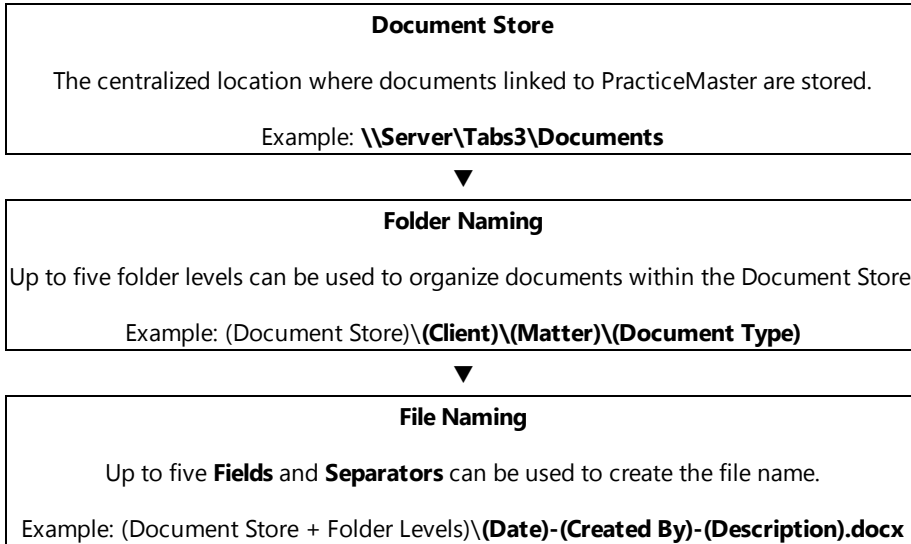 Document Store
The centralized location where documents linked to PracticeMaster are stored.
Example: \\Server\Tabs3\Documents
▼
Folder Naming
Up to five folder levels can be used to organize documents within the Document Store
Example: (Document Store)\(Client)\(Matter)\(Document Type)
▼
File Naming
Up to five Fields and Separators can be used to create the file name.
Example: (Document Store + Folder Levels)\(Date)-(Created By)-(Description).docx